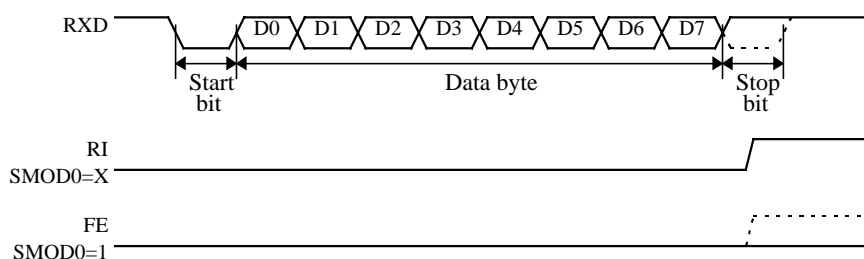 RXD
D0 D1 D2 D3 D4 D5 D6 D7
Start
bit
Data byte
Stop
bit
RI
SMOD0=X
FE
SMOD0=1